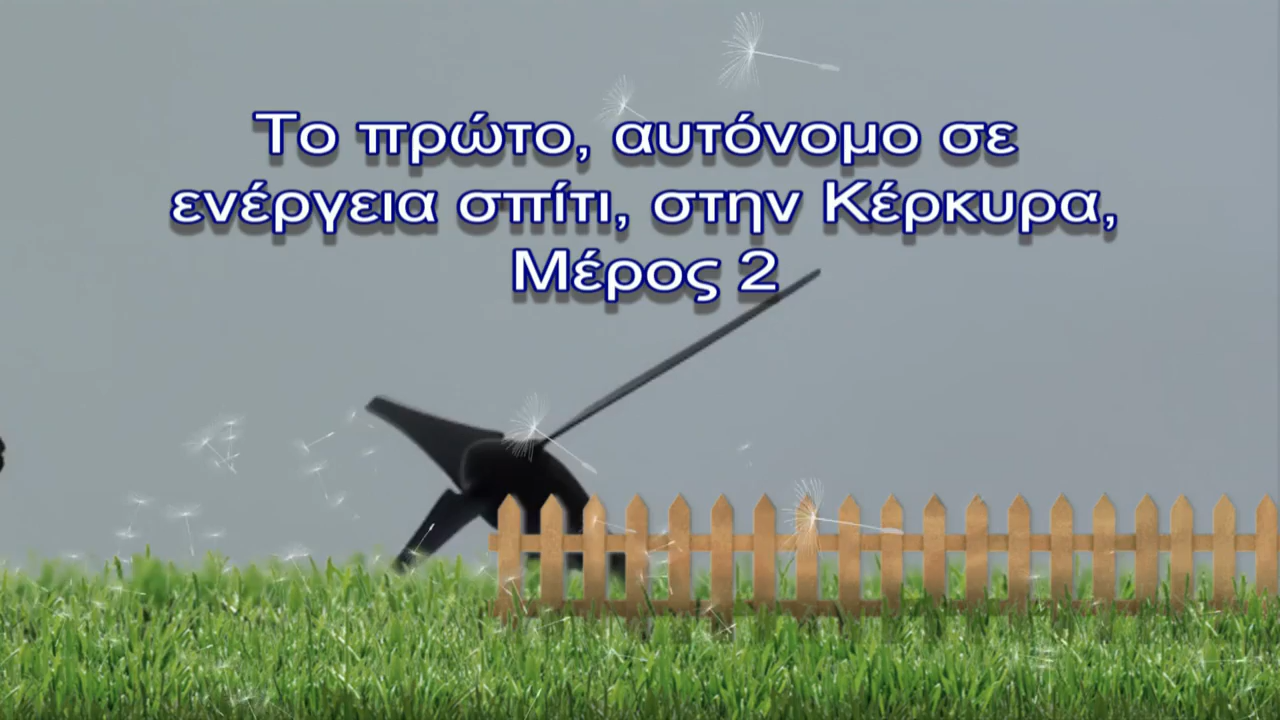 Το πρώτο, αυτόνομο σε
ενέργεια σπίτι, στην Κέρκυρα,
Μέρος 2